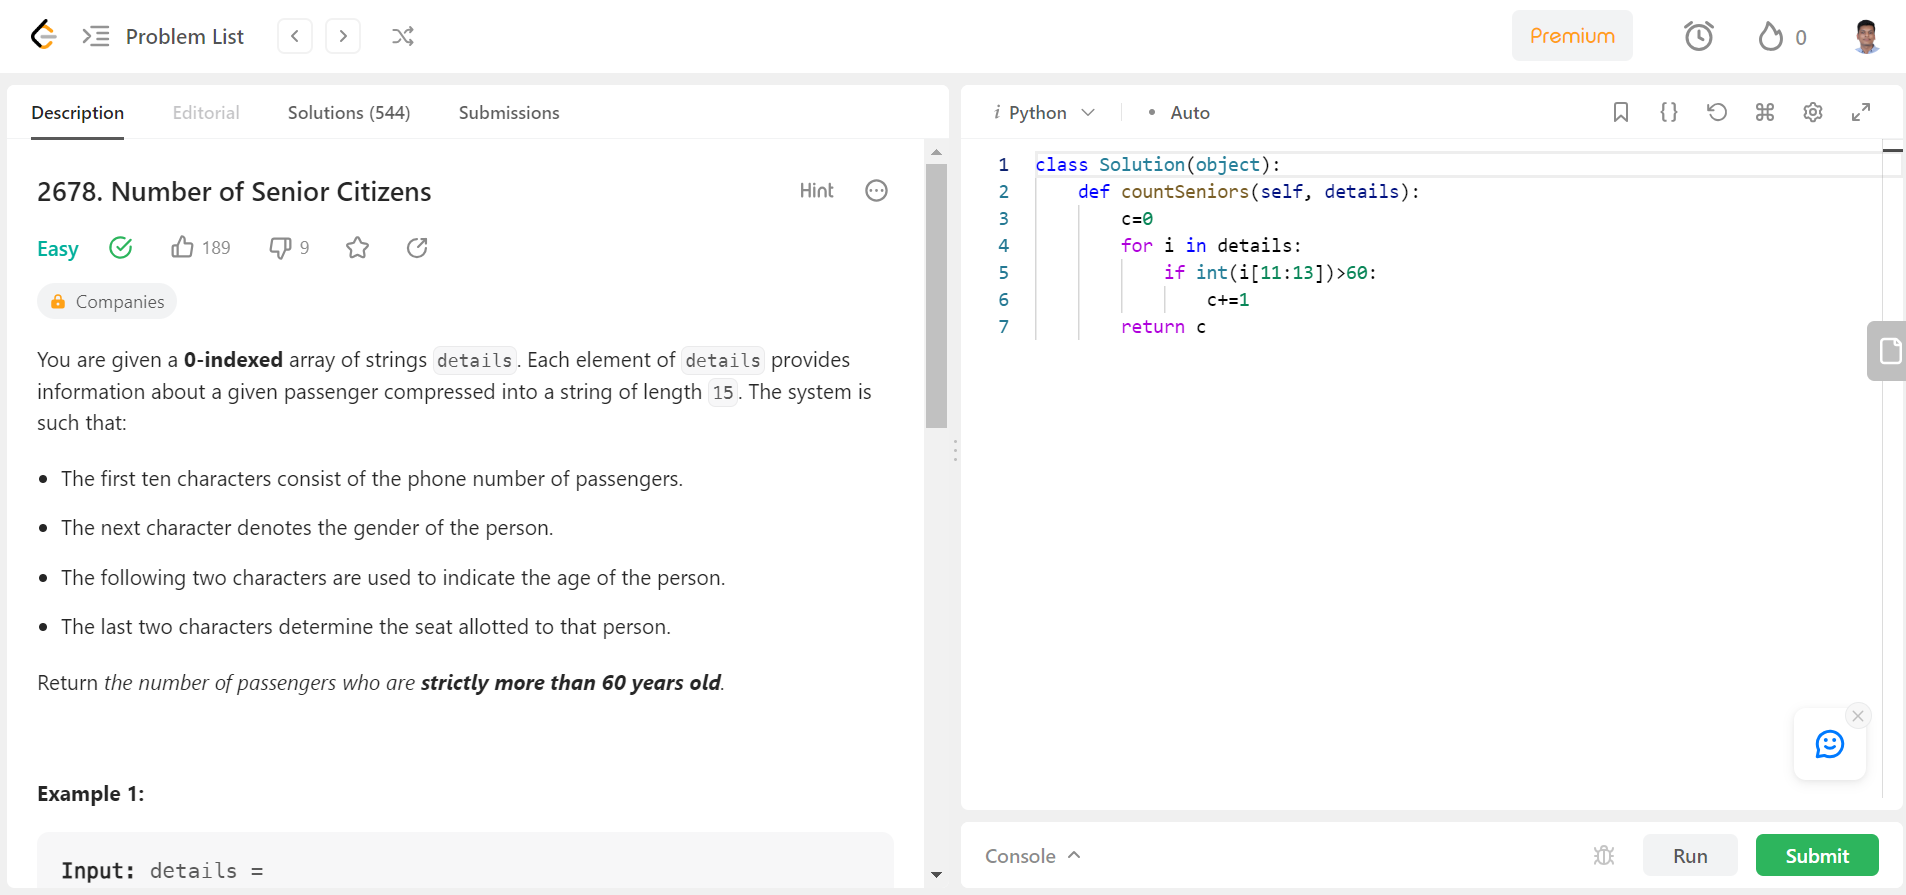 Problem List
Premium
0
Description Editorial Solutions (544) Submissions
2678. Number of Senior Citizens
Hint
Easy 189 9
Companies
You are given a 0-indexed array of strings details. Each element of details provides
information about a given passenger compressed into a string of length 15. The system is
such that:
The first ten characters consist of the phone number of passengers.
The next character denotes the gender of the person.
The following two characters are used to indicate the age of the person.
The last two characters determine the seat allotted to that person.
Return the number of passengers who are strictly more than 60 years old.
Example 1:
Input: details =
i Python • Auto
1 class Solution(object):
2     def countSeniors(self, details):
3         c=0
4         for i in details:
5             if int(i[11:13])>60:
6                 c+=1
7         return c
Console
Run
Submit